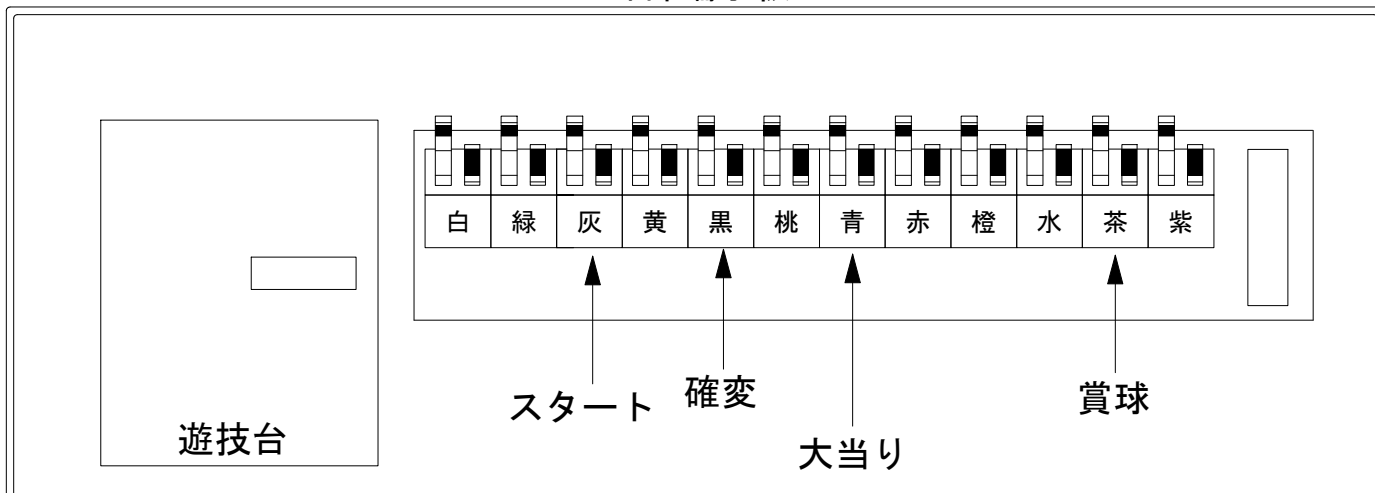 白 緑 灰 黄 黒 桃 青 赤 橙 水 茶 紫
スタート 確変 大当り 賞球
遊技台